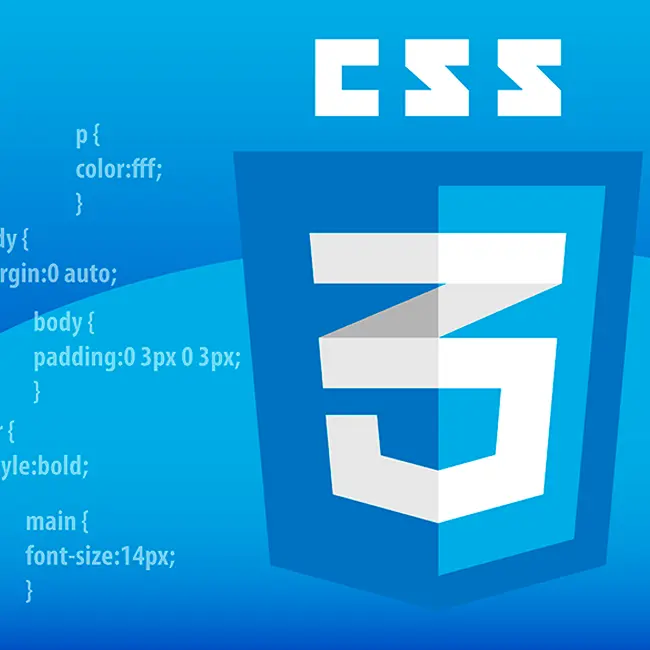 CSS
p {
color:fff;
}
dy {
rgin:0 auto;
body {
padding:0 3px 0 3px;
}
r {
yle:bold;
main {
font-size:14px;
}
3